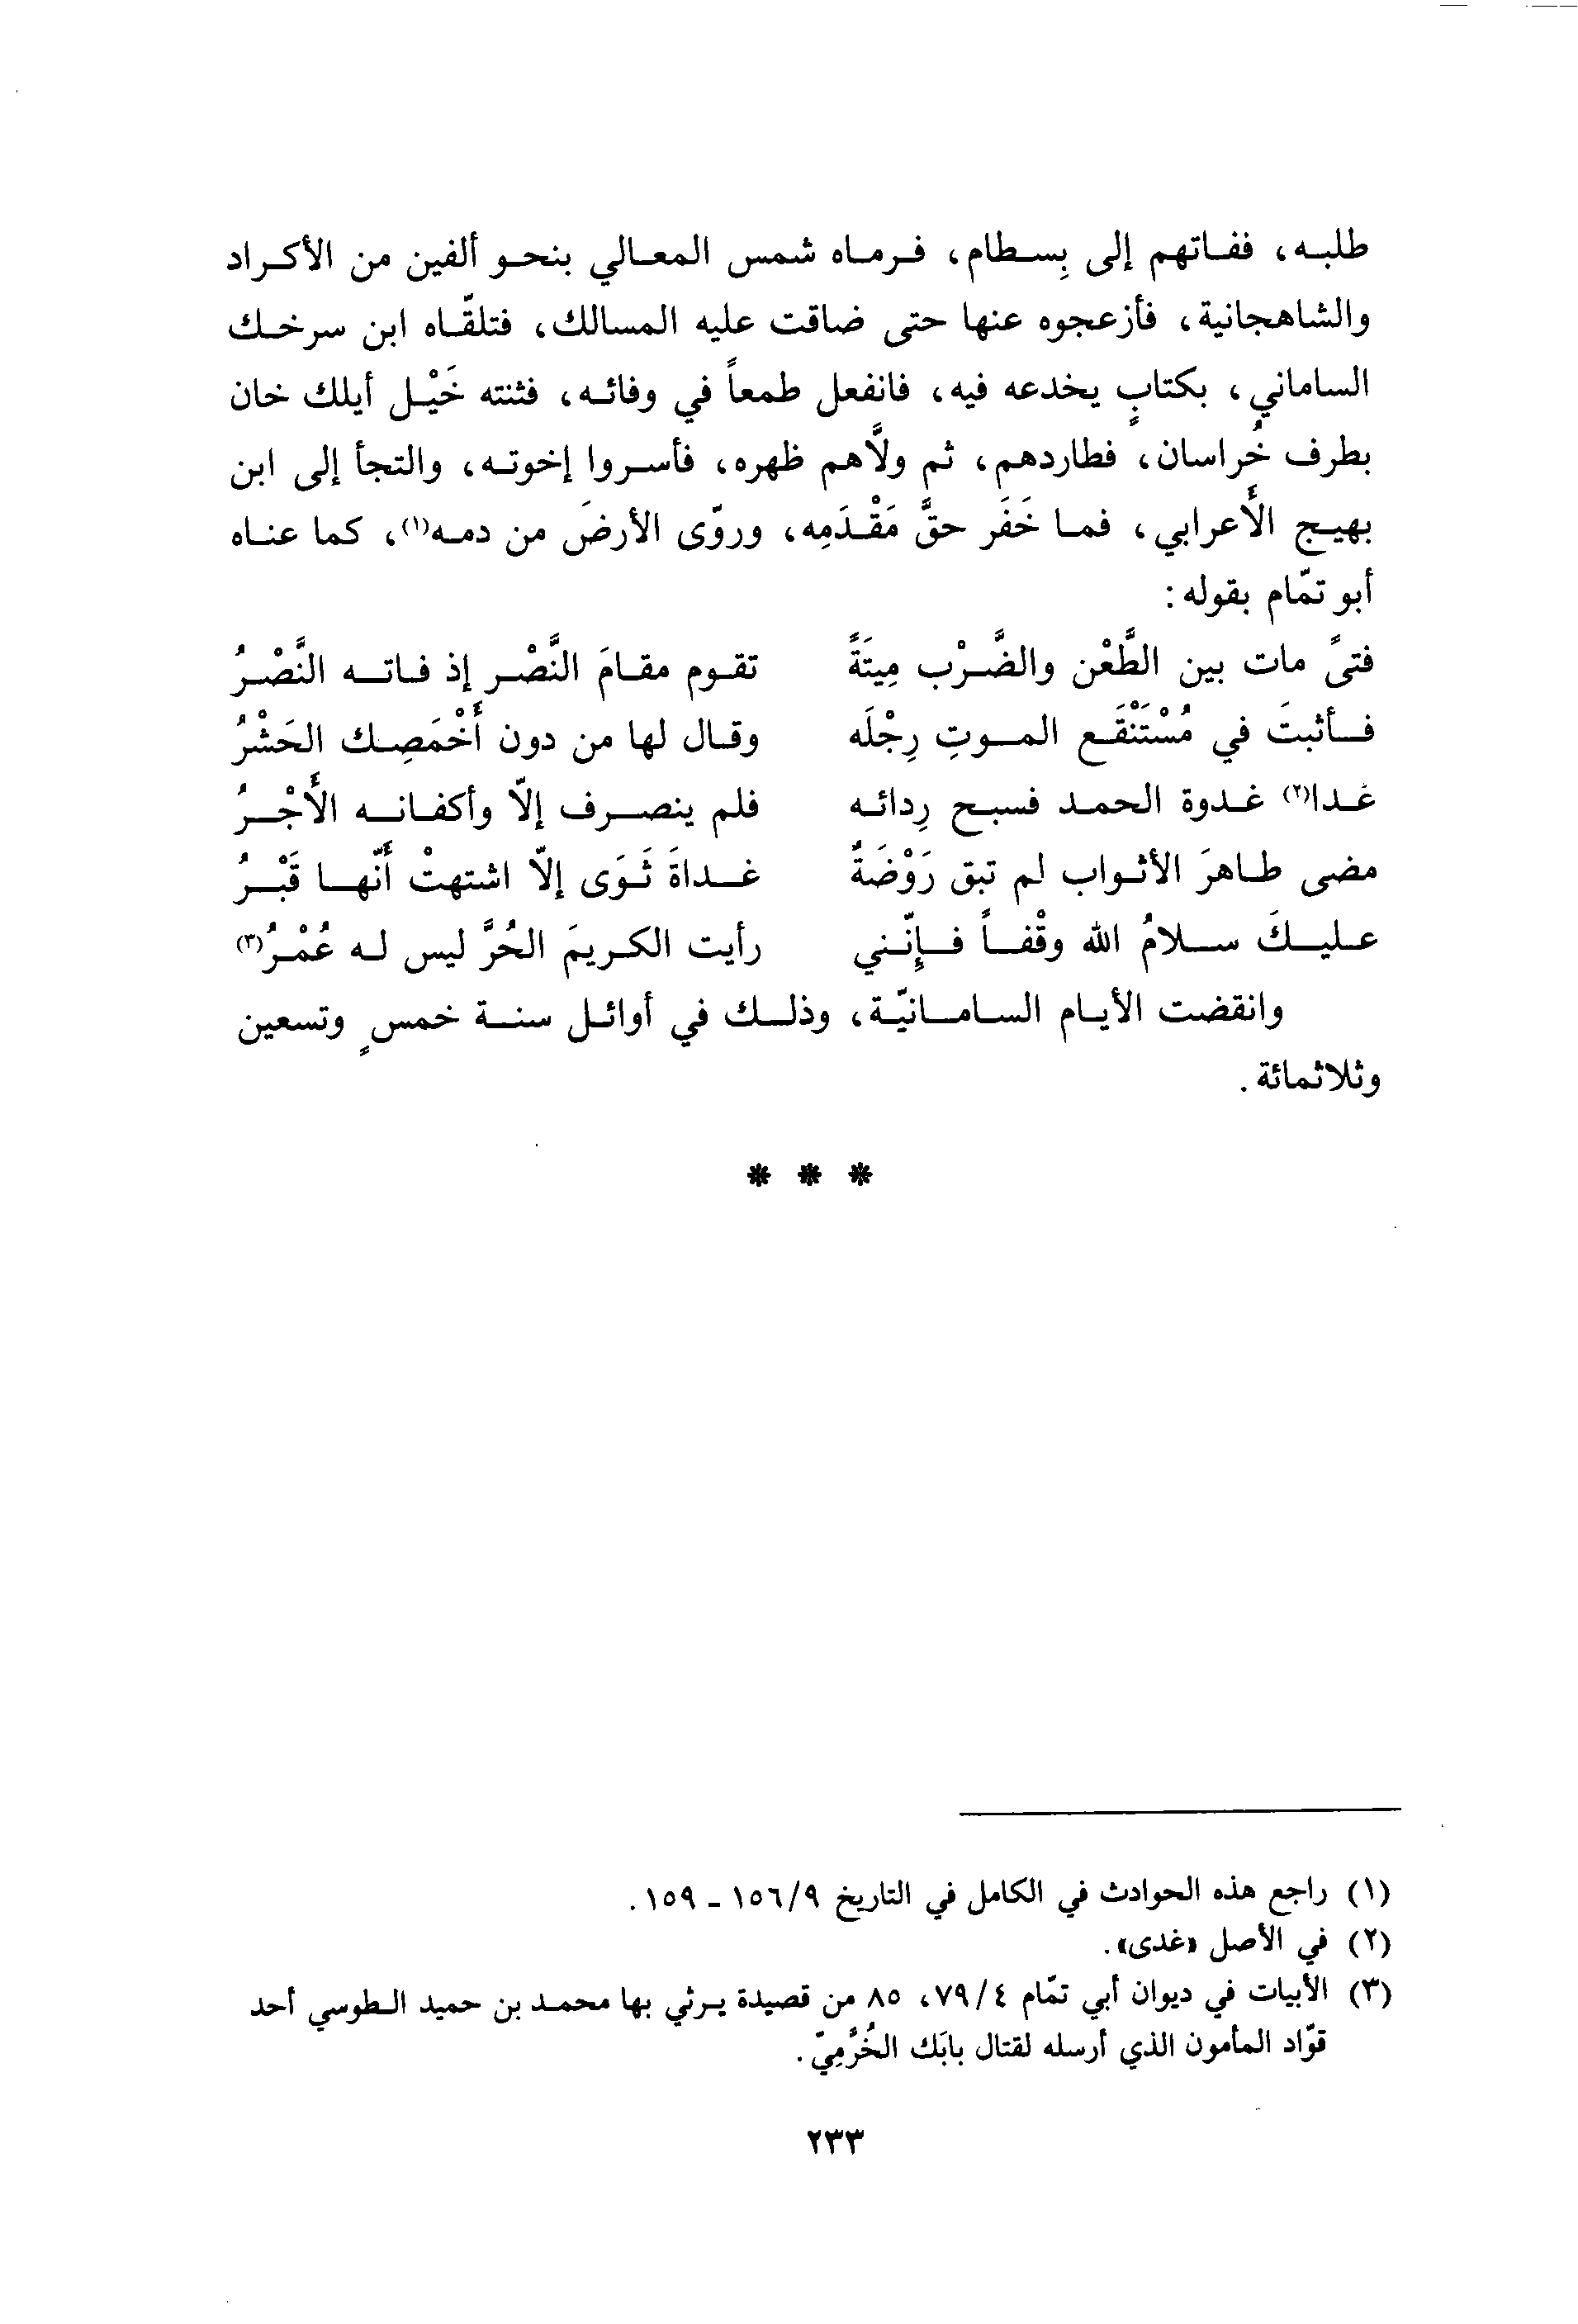 طلبه، ففاتهم إلى بِسطام، فرماه شمس المعالي بنحو ألفين من الأكراد
والشاهجانية، فأزعجوه عنها حتى ضاقت عليه المسالك، فتلقّاه ابن سرخك
الساماني، بكتابٍ يخدعه فيه، فانفعل طمعاً في وفائه، فثنته خَيْل أيلك خان
بطرف خُراسان، فطاردهم، ثم ولاَّهم ظهره، فأسروا إخوته، والتجأ إلى ابن
بهيج الأَعرابي، فما خَفَر حقَّ مَقْدَمِه، وروّى الأرضَ من دمه(١)، كما عناه
أبو تمّام بقوله:
فتىً مات بين الطَّعْن والضَّرْب مِيتَةً تقوم مقامَ النَّصْر إذ فاته النَّصْرُ
فأثبتَ في مُسْتَنْقَع الموتِ رِجْلَه وقال لها من دون أَخْمَصِك الحَشْرُ
غدا(٢) غدوة الحمد فسبح رِدائه فلم ينصرف إلاّ وأكفانه الأَجْرُ
مضى طاهرَ الأثواب لم تبق رَوْضَةٌ غداةَ ثَوَى إلاّ اشتهتْ أَنّها قَبْرُ
عليكَ سلامُ الله وقْفاً فإِنّني رأيت الكريمَ الحُرَّ ليس له عُمْرُ(٣)
وانقضت الأيام السامانيّة، وذلك في أوائل سنة خمسٍ وتسعين
وثلاثمائة.
* * *
(١) راجع هذه الحوادث في الكامل في التاريخ ١٥٦/٩ - ١٥٩.
(٢) في الأصل «غدى».
(٣) الأبيات في ديوان أبي تمّام ٧٩/٤، ٨٥ من قصيدة يرثي بها محمد بن حميد الطوسي أحد
قوّاد المأمون الذي أرسله لقتال بابَك الخُرَّمِيّ.
٢٣٣